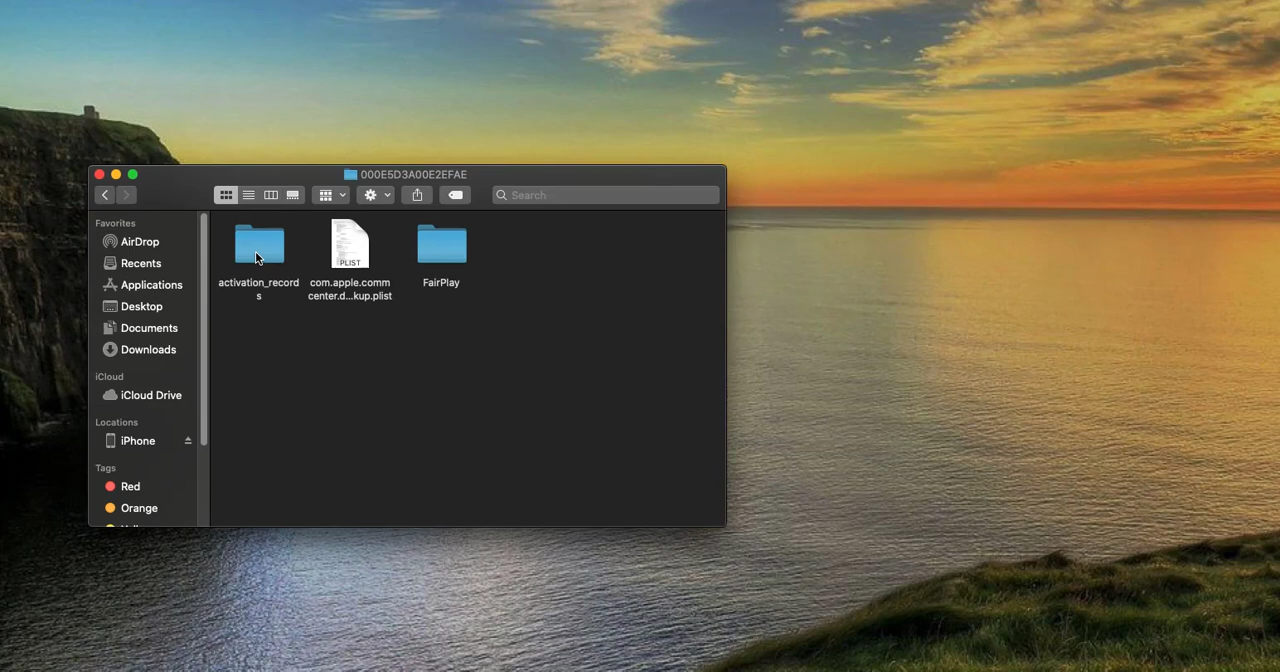 000E5D3A00E2EFAE
Search
Favorites
AirDrop
Recents
Applications
Desktop
Documents
Downloads
iCloud
iCloud Drive
Locations
iPhone
Tags
Red
Orange
activation_record
s
PLIST
com.apple.comm
center.d...kup.plist
FairPlay